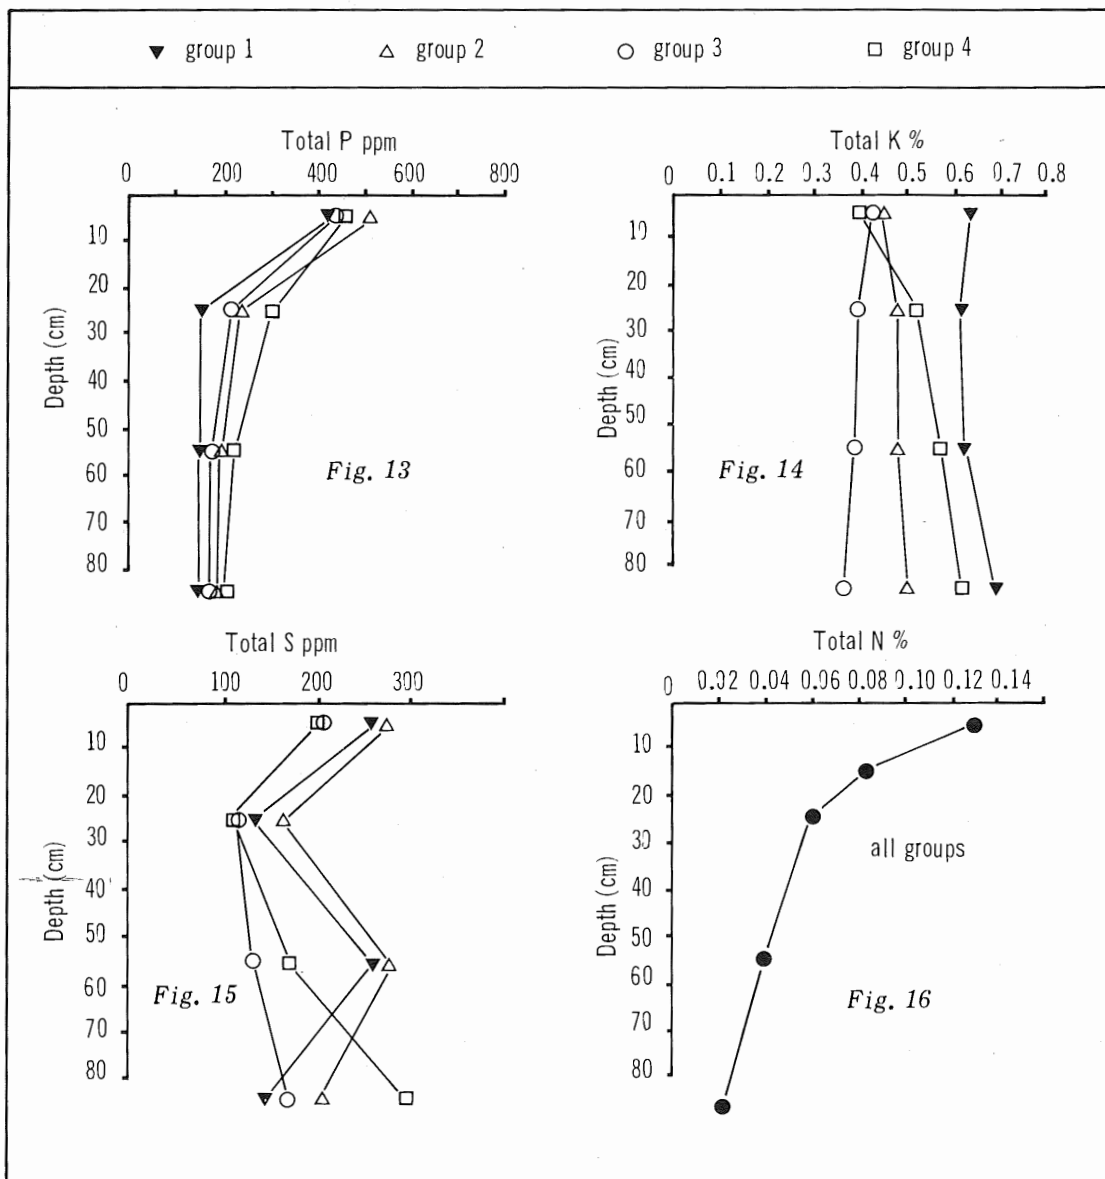 group 1 group 2 group 3 group 4
Total P ppm
0 200 400 600 800
10
20
30
40
50
60
70
80
Depth (cm)
Fig. 13
Total K %
0 0.1 0.2 0.3 0.4 0.5 0.6 0.7 0.8
10
20
30
40
50
60
70
80
Depth (cm)
Fig. 14
Total S ppm
0 100 200 300
10
20
30
40
50
60
70
80
Depth (cm)
Fig. 15
Total N %
0 0.02 0.04 0.06 0.08 0.10 0.12 0.14
10
20
30
40
50
60
70
80
Depth (cm)
all groups
Fig. 16